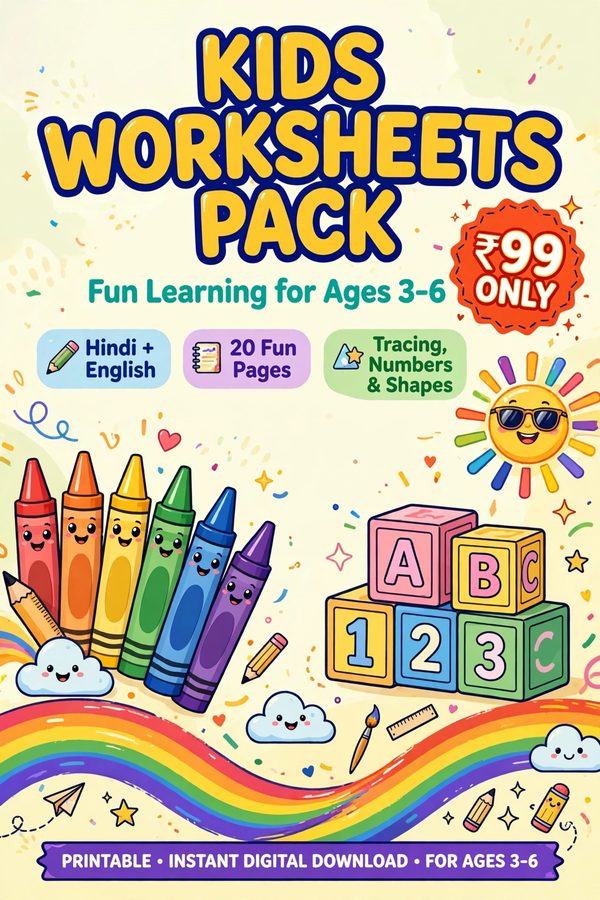 KIDS
WORKSHEETS
PACK
₹99
ONLY
Fun Learning for Ages 3-6
Hindi +
English
20 Fun
Pages
Tracing,
Numbers
& Shapes
A
B
C
1
2
3
C
PRINTABLE • INSTANT DIGITAL DOWNLOAD • FOR AGES 3-6